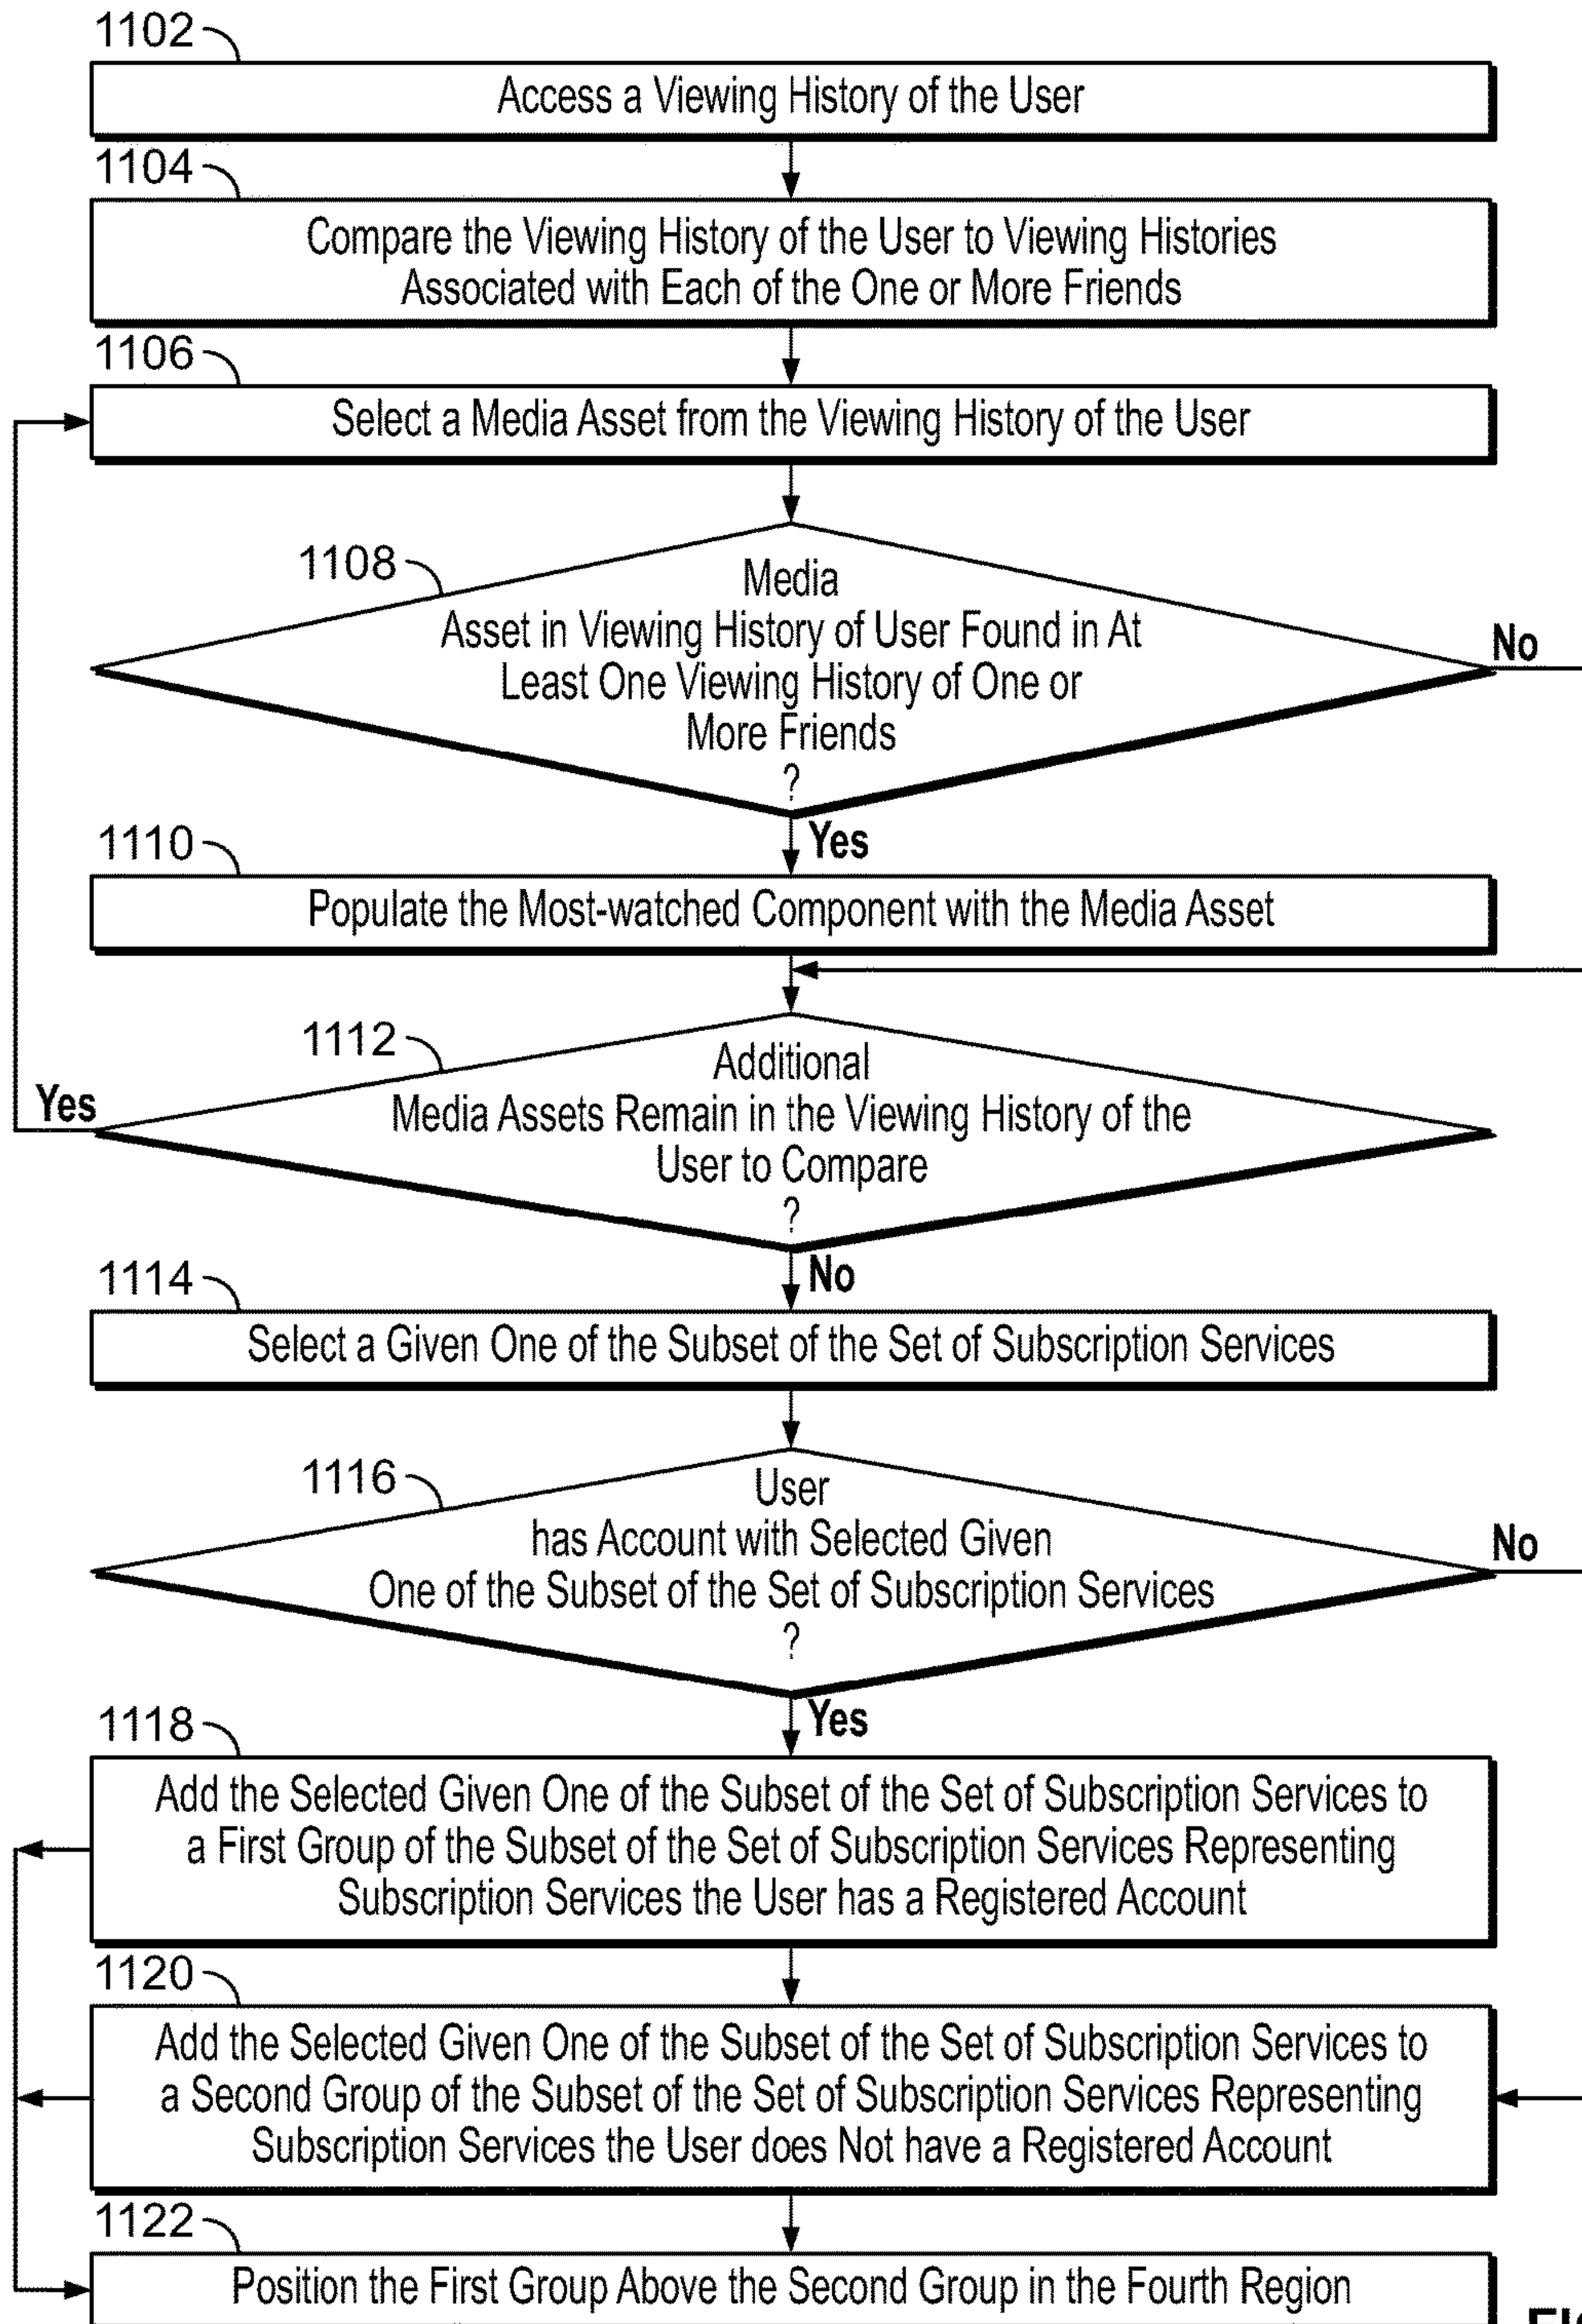 1102
Access a Viewing History of the User
1104
Compare the Viewing History of the User to Viewing Histories
Associated with Each of the One or More Friends
1106
Select a Media Asset from the Viewing History of the User
1108
Media
Asset in Viewing History of User Found in At
Least One Viewing History of One or
More Friends
?
No
Yes
1110
Populate the Most-watched Component with the Media Asset
1112
Additional
Media Assets Remain in the Viewing History of the
User to Compare
?
Yes
No
1114
Select a Given One of the Subset of the Set of Subscription Services
1116
User
has Account with Selected Given
One of the Subset of the Set of Subscription Services
?
No
Yes
1118
Add the Selected Given One of the Subset of the Set of Subscription Services to
a First Group of the Subset of the Set of Subscription Services Representing
Subscription Services the User has a Registered Account
1120
Add the Selected Given One of the Subset of the Set of Subscription Services to
a Second Group of the Subset of the Set of Subscription Services Representing
Subscription Services the User does Not have a Registered Account
1122
Position the First Group Above the Second Group in the Fourth Region